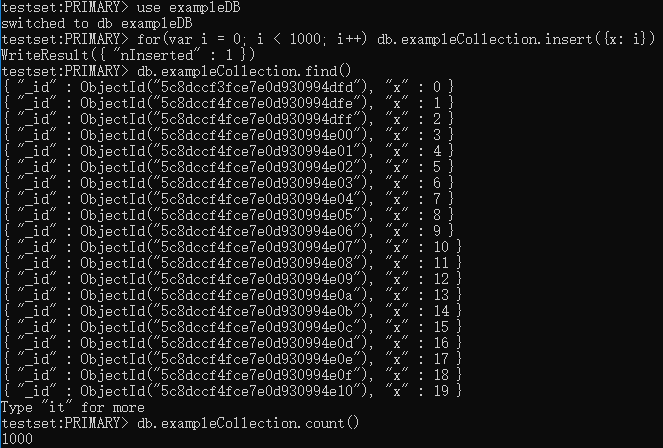 testset:PRIMARY> use exampleDB
switched to db exampleDB
testset:PRIMARY> for(var i = 0; i < 1000; i++) db.exampleCollection.insert({x: i})
WriteResult({ "nInserted" : 1 })
testset:PRIMARY> db.exampleCollection.find()
{ "_id" : ObjectId("5c8dccf3fce7e0d930994dfd"), "x" : 0 }
{ "_id" : ObjectId("5c8dccf4fce7e0d930994dfe"), "x" : 1 }
{ "_id" : ObjectId("5c8dccf4fce7e0d930994dff"), "x" : 2 }
{ "_id" : ObjectId("5c8dccf4fce7e0d930994e00"), "x" : 3 }
{ "_id" : ObjectId("5c8dccf4fce7e0d930994e01"), "x" : 4 }
{ "_id" : ObjectId("5c8dccf4fce7e0d930994e02"), "x" : 5 }
{ "_id" : ObjectId("5c8dccf4fce7e0d930994e03"), "x" : 6 }
{ "_id" : ObjectId("5c8dccf4fce7e0d930994e04"), "x" : 7 }
{ "_id" : ObjectId("5c8dccf4fce7e0d930994e05"), "x" : 8 }
{ "_id" : ObjectId("5c8dccf4fce7e0d930994e06"), "x" : 9 }
{ "_id" : ObjectId("5c8dccf4fce7e0d930994e07"), "x" : 10 }
{ "_id" : ObjectId("5c8dccf4fce7e0d930994e08"), "x" : 11 }
{ "_id" : ObjectId("5c8dccf4fce7e0d930994e09"), "x" : 12 }
{ "_id" : ObjectId("5c8dccf4fce7e0d930994e0a"), "x" : 13 }
{ "_id" : ObjectId("5c8dccf4fce7e0d930994e0b"), "x" : 14 }
{ "_id" : ObjectId("5c8dccf4fce7e0d930994e0c"), "x" : 15 }
{ "_id" : ObjectId("5c8dccf4fce7e0d930994e0d"), "x" : 16 }
{ "_id" : ObjectId("5c8dccf4fce7e0d930994e0e"), "x" : 17 }
{ "_id" : ObjectId("5c8dccf4fce7e0d930994e0f"), "x" : 18 }
{ "_id" : ObjectId("5c8dccf4fce7e0d930994e10"), "x" : 19 }
Type "it" for more
testset:PRIMARY> db.exampleCollection.count()
1000